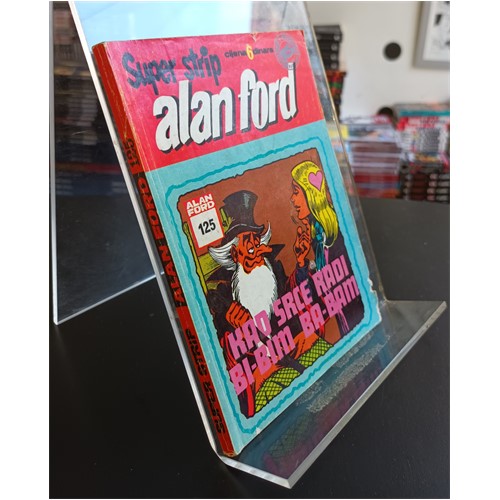 Super strip
cijena 6 dinara
alan ford
ALAN
FORD
125
KAD SRCE RADI
BI-BIM BA-BAM
ALAN FORD
SUPER STRIP